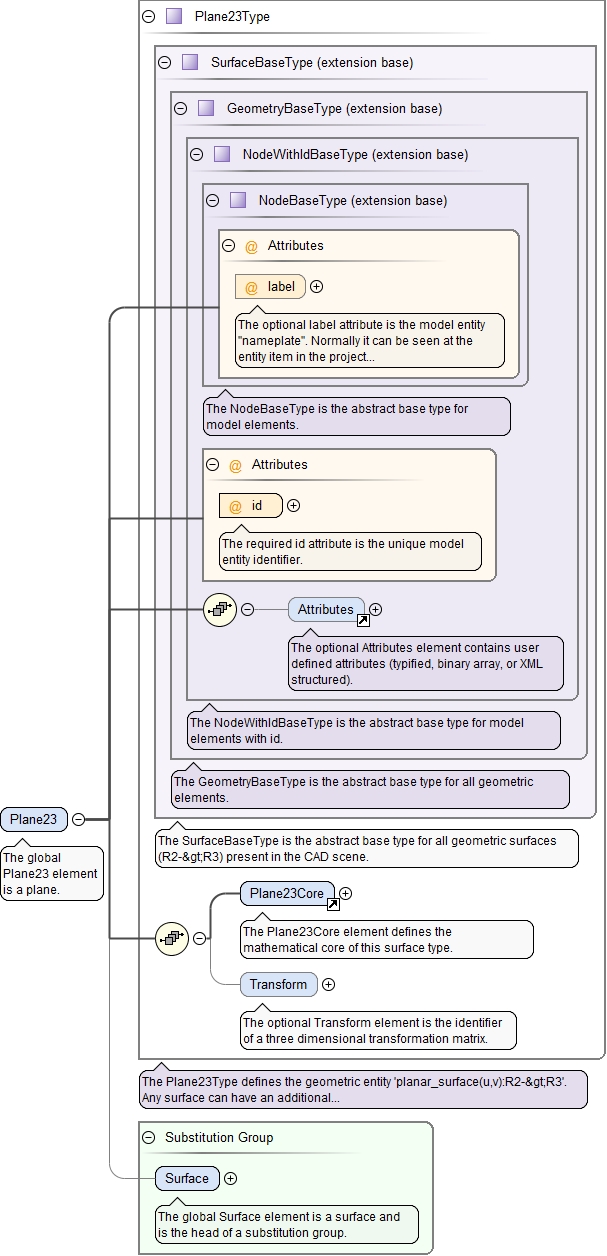 Plane23Type
SurfaceBaseType (extension base)
GeometryBaseType (extension base)
NodeWithIdBaseType (extension base)
NodeBaseType (extension base)
@ Attributes
@ label
The optional label attribute is the model entity
"nameplate". Normally it can be seen at the
entity item in the project...
The NodeBaseType is the abstract base type for
model elements.
@ Attributes
@ id
The required id attribute is the unique model
entity identifier.
Attributes
The optional Attributes element contains user
defined attributes (typified, binary array, or XML
structured).
The NodeWithIdBaseType is the abstract base type for model
elements with id.
The GeometryBaseType is the abstract base type for all geometric
elements.
Plane23
The global
Plane23 element
is a plane.
The SurfaceBaseType is the abstract base type for all geometric surfaces
(R2-&gt;R3) present in the CAD scene.
Plane23Core
The Plane23Core element defines the
mathematical core of this surface type.
Transform
The optional Transform element is the identifier
of a three dimensional transformation matrix.
The Plane23Type defines the geometric entity 'planar_surface(u,v):R2-&gt;R3'.
Any surface can have an additional...
Substitution Group
Surface
The global Surface element is a surface and
is the head of a substitution group.